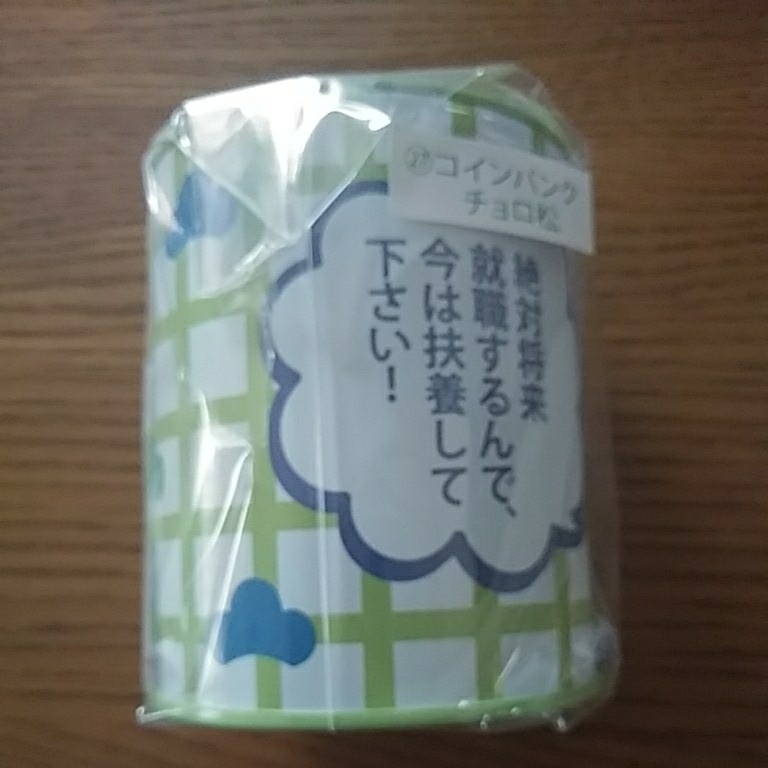 ㉗コインバンク
チョロ松
絶対将来
就職するんで、
今は扶養して
下さい!